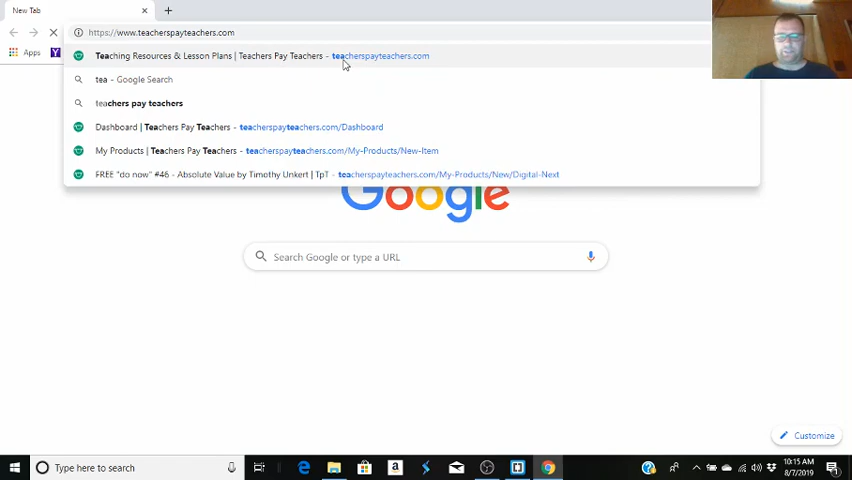 New Tab
https://www.teacherspayteachers.com
Apps
Teaching Resources & Lesson Plans | Teachers Pay Teachers - teacherspayteachers.com
tea - Google Search
teachers pay teachers
Dashboard | Teachers Pay Teachers - teacherspayteachers.com/Dashboard
My Products | Teachers Pay Teachers - teacherspayteachers.com/My-Products/New-Item
FREE "do now" #46 - Absolute Value by Timothy Unkert | TpT - teacherspayteachers.com/My-Products/New/Digital-Next
Google
Search Google or type a URL
Customize
Type here to search
10:15 AM
8/7/2019